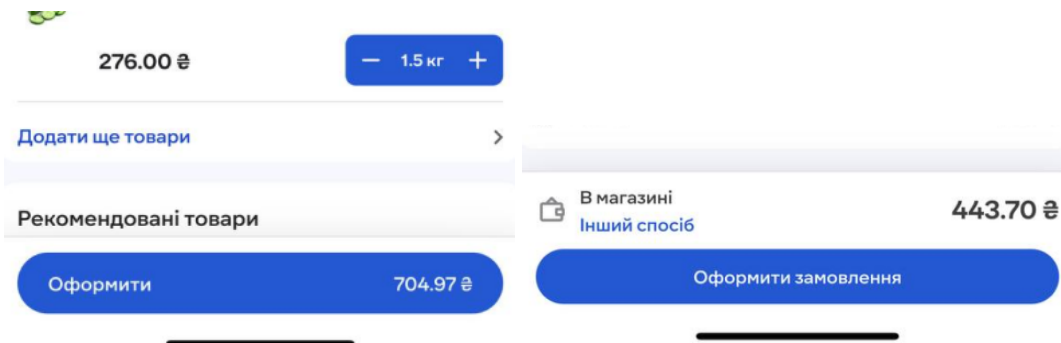 276.00 ₴
— 1.5 кг +
Додати ще товари
Рекомендовані товари
Оформити 704.97 ₴
В магазині
Інший спосіб
443.70 ₴
Оформити замовлення